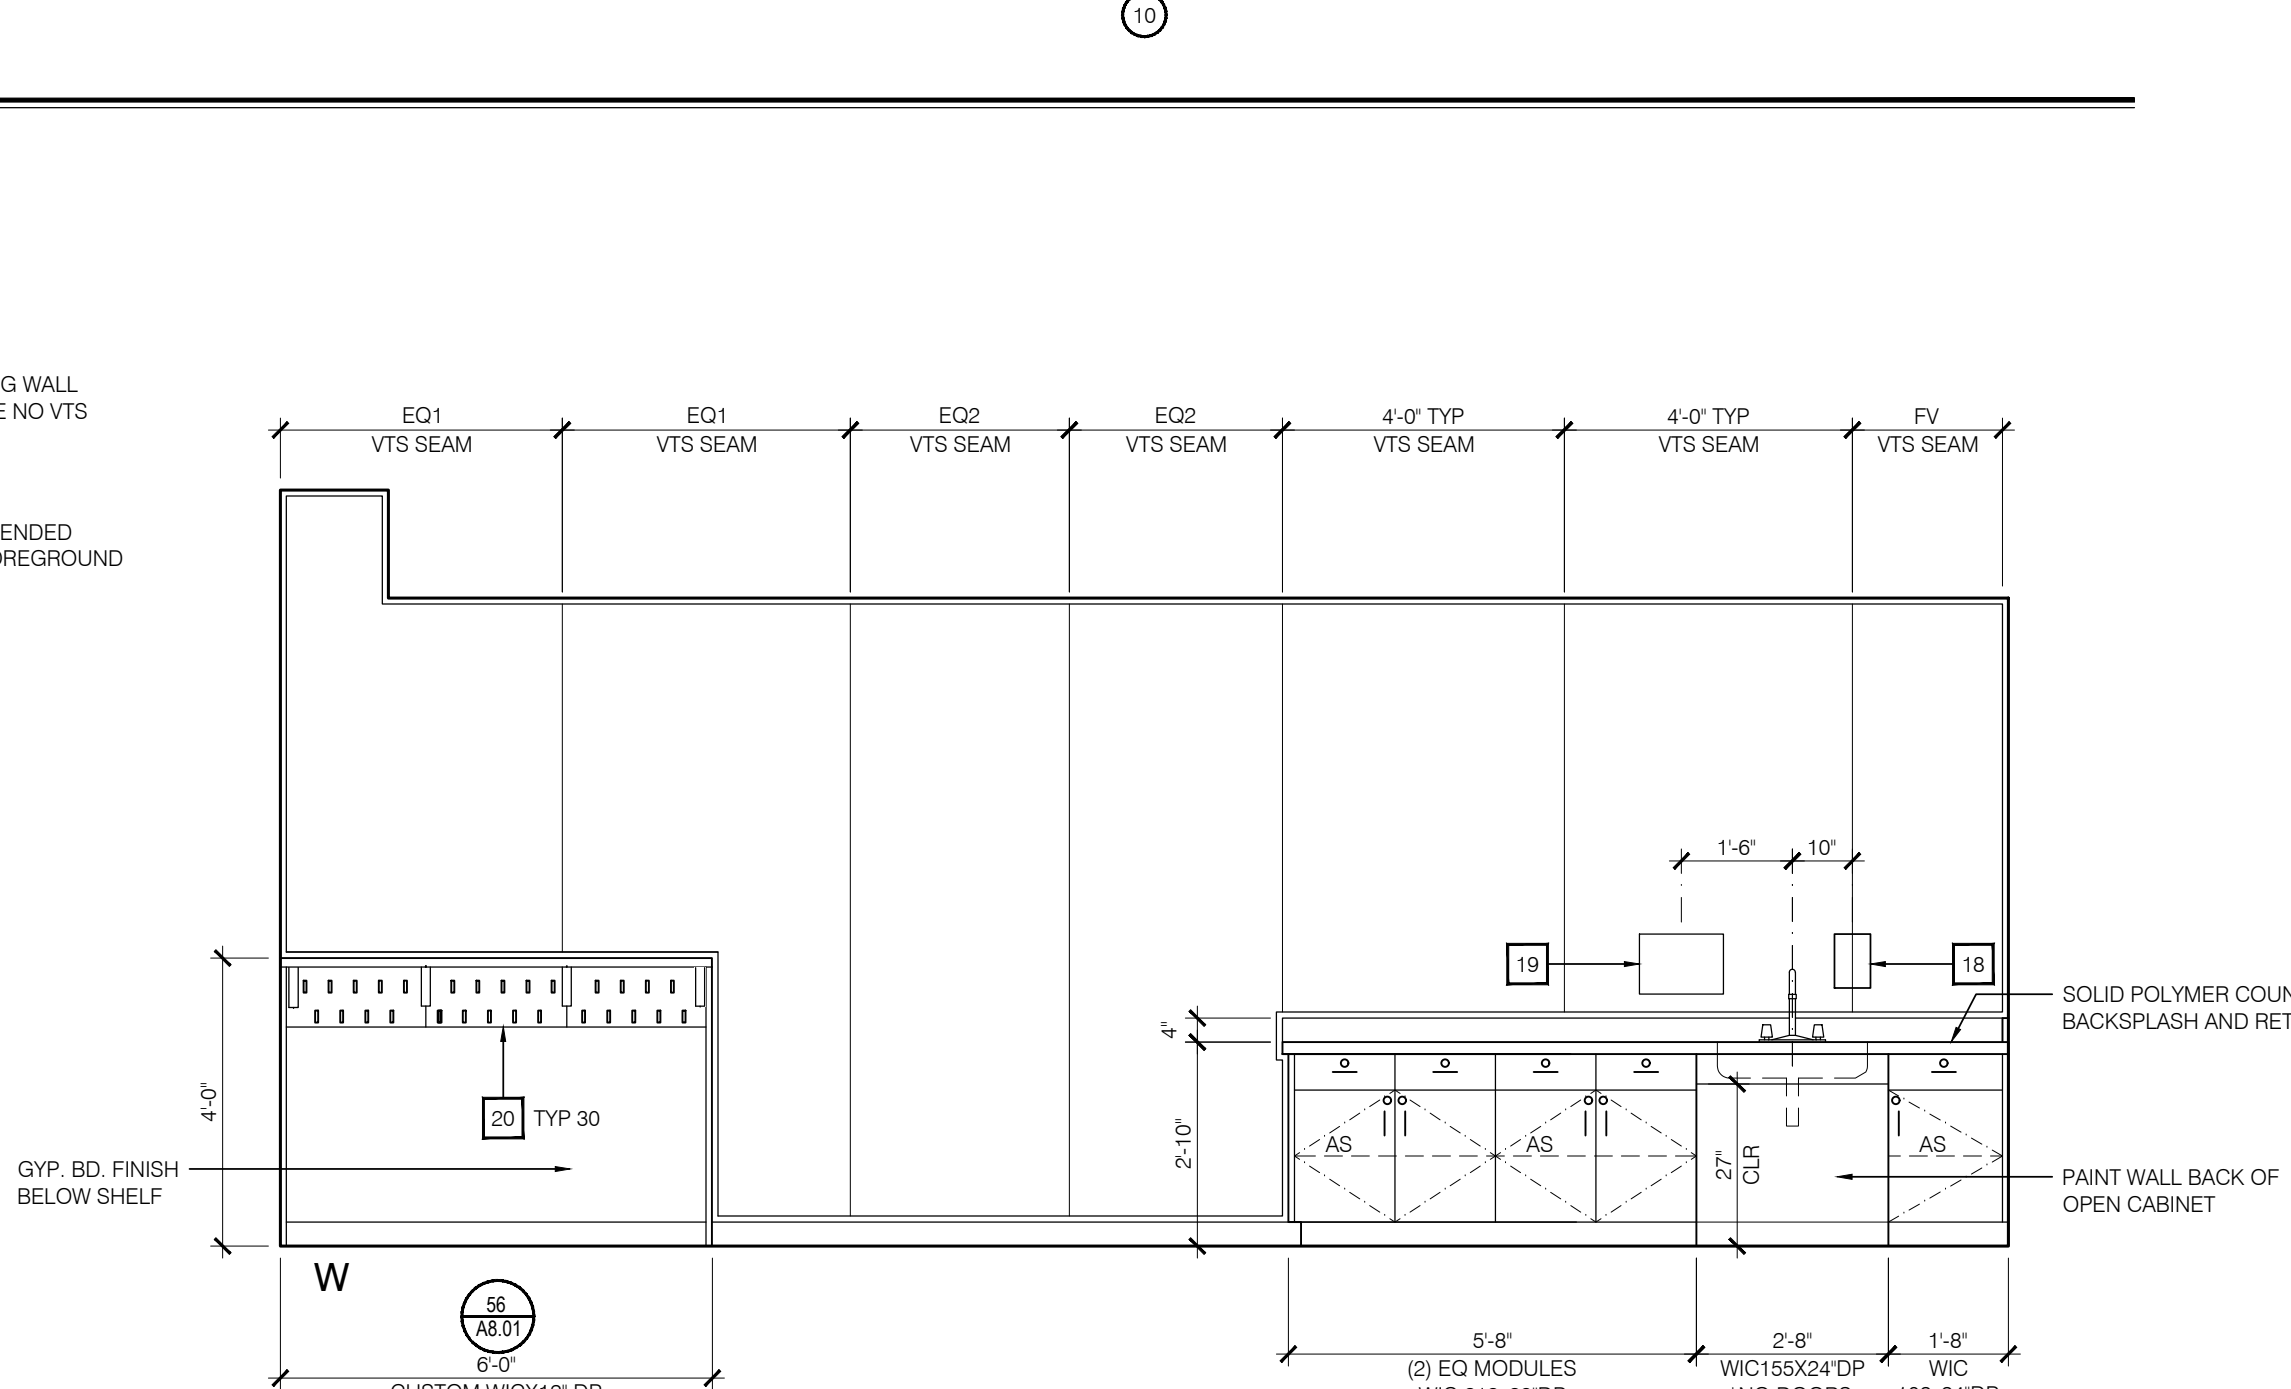 10
G WALL
E NO VTS
ENDED
OREGROUND
EQ1
VTS SEAM
EQ1
VTS SEAM
EQ2
VTS SEAM
EQ2
VTS SEAM
4'-0" TYP
VTS SEAM
4'-0" TYP
VTS SEAM
FV
VTS SEAM
1'-6"
10"
19
18
SOLID POLYMER COUN
BACKSPLASH AND RET
4"
4'-0"
20 TYP 30
2'-10"
AS
AS
27"
CLR
AS
GYP. BD. FINISH
BELOW SHELF
PAINT WALL BACK OF
OPEN CABINET
W
56
A8.01
6'-0"
CUSTOM WICX12" DP
5'-8"
(2) EQ MODULES
2'-8"
WIC155X24"DP
1'-8"
WIC